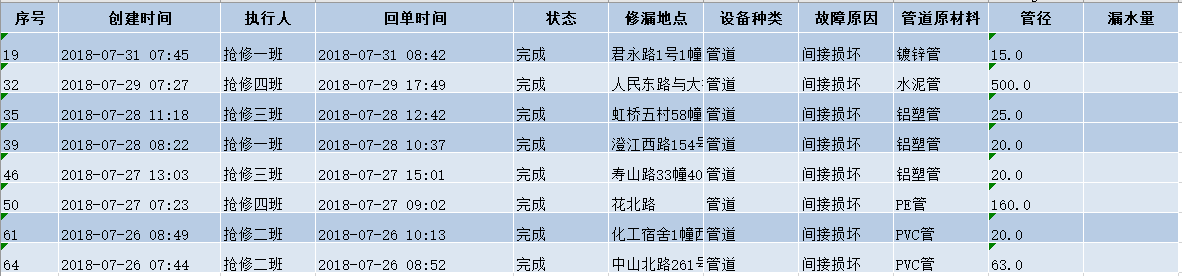 序号 创建时间 执行人 回单时间 状态 修漏地点 设备种类 故障原因 管道原材料 管径 漏水量
19 2018-07-31 07:45 抢修一班 2018-07-31 08:42 完成 君永路1号1幢 管道 间接损坏 镀锌管 15.0
32 2018-07-29 07:27 抢修四班 2018-07-29 17:49 完成 人民东路与大 管道 间接损坏 水泥管 500.0
35 2018-07-28 11:18 抢修三班 2018-07-28 12:42 完成 虹桥五村58幢 管道 间接损坏 铝塑管 25.0
39 2018-07-28 08:22 抢修一班 2018-07-28 10:37 完成 澄江西路154号 管道 间接损坏 铝塑管 20.0
46 2018-07-27 13:03 抢修三班 2018-07-27 15:01 完成 寿山路33幢40 管道 间接损坏 铝塑管 20.0
50 2018-07-27 07:23 抢修四班 2018-07-27 09:02 完成 花北路 管道 间接损坏 PE管 160.0
61 2018-07-26 08:49 抢修二班 2018-07-26 10:13 完成 化工宿舍1幢西 管道 间接损坏 PVC管 20.0
64 2018-07-26 07:44 抢修二班 2018-07-26 08:52 完成 中山北路261号 管道 间接损坏 PVC管 63.0